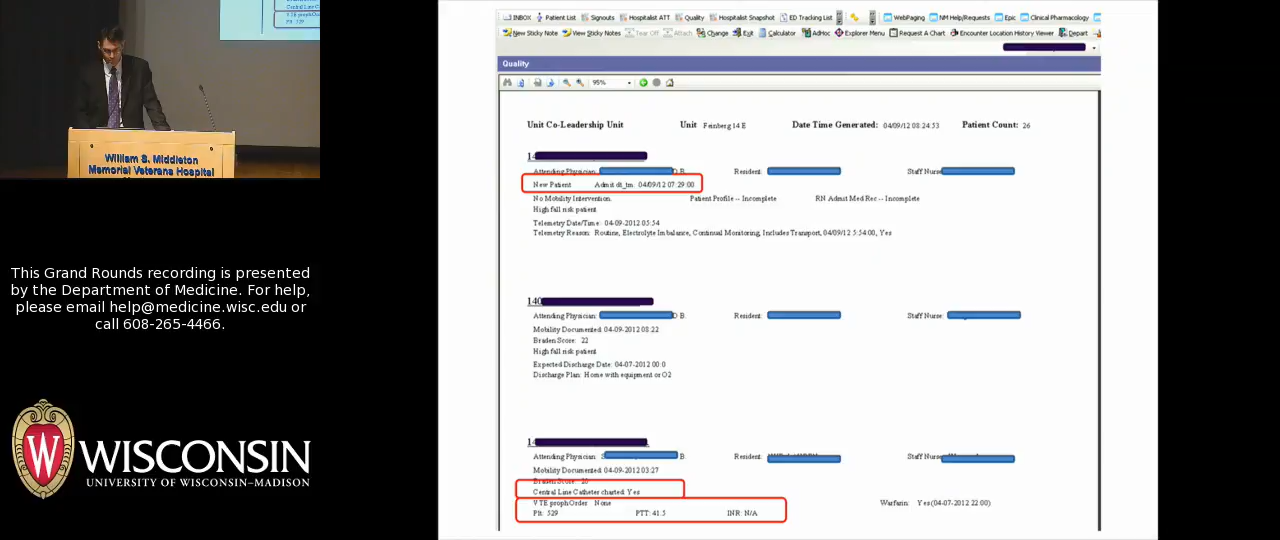 William S. Middleton
Memorial Veterans Hospital
This Grand Rounds recording is presented
by the Department of Medicine. For help,
please email help@medicine.wisc.edu or
call 608-265-4466.
W WISCONSIN
UNIVERSITY OF WISCONSIN–MADISON
INBOX Patient List Signouts Hospitalist ATT Quality Hospitalist Snapshot ED Tracking List WebPaging NM Help/Requests Epic Clinical Pharmacology
New Sticky Note View Sticky Notes Tear Off Attach Change Exit Calculator AdHoc Explorer Menu Request A Chart Encounter Location History Viewer Depart
Quality
95%
Unit Co-Leadership Unit Unit Feinberg 14 E Date Time Generated: 04/09/12 08:24:53 Patient Count: 26
14
Attending Physician: D B. Resident: Staff Nurse
New Patient Admit dt_tm: 04/09/12 07:29:00
No Mobility Intervention. Patient Profile -- Incomplete RN Admit Med Rec -- Incomplete
High fall risk patient
Telemetry Date/Time: 04-09-2012 05:54
Telemetry Reason: Routine, Electrolyte Imbalance, Continual Monitoring, Includes Transport, 04/09/12 5:54:00, Yes
140
Attending Physician: D B. Resident: Staff Nurse:
Mobility Documented: 04-09-2012 08:22
Braden Score: 22
High fall risk patient
Expected Discharge Date: 04-07-2012 00:0
Discharge Plan: Home with equipment or O2
14
Attending Physician: B. Resident: Staff Nurse
Mobility Documented: 04-09-2012 03:27
Braden Score: 20
Central Line Catheter charted: Yes
VTE proph Order None Warfarin: Yes (04-07-2012 22:00)
Plt: 529 PTT: 41.5 INR: N/A